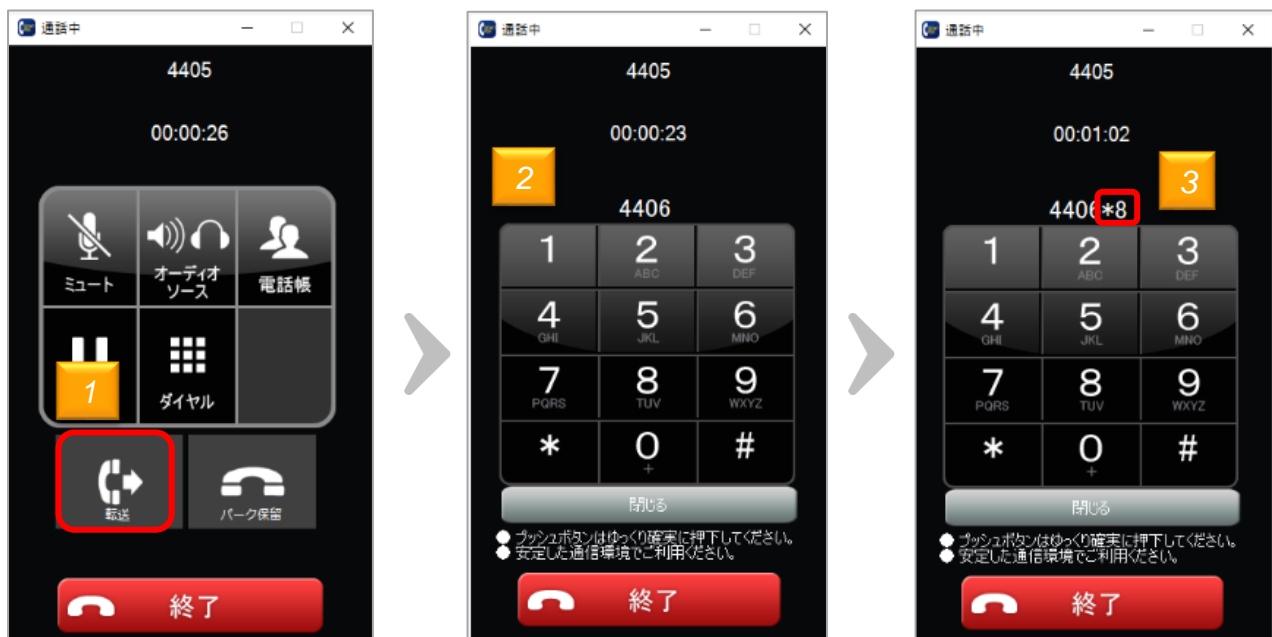 通話中
4405
00:00:26
ミュート
オーディオ
ソース
電話帳
1
ダイヤル
転送
パーク保留
終了
通話中
4405
00:00:23
2
4406
1
2
ABC
3
DEF
4
GHI
5
JKL
6
MNO
7
PQRS
8
TUV
9
WXYZ
*
0
+
#
閉じる
● プッシュボタンはゆっくり確実に押下してください。
● 安定した通信環境でご利用ください。
終了
通話中
4405
00:01:02
3
4406*8
1
2
ABC
3
DEF
4
GHI
5
JKL
6
MNO
7
PQRS
8
TUV
9
WXYZ
*
0
+
#
閉じる
● プッシュボタンはゆっくり確実に押下してください。
● 安定した通信環境でご利用ください。
終了